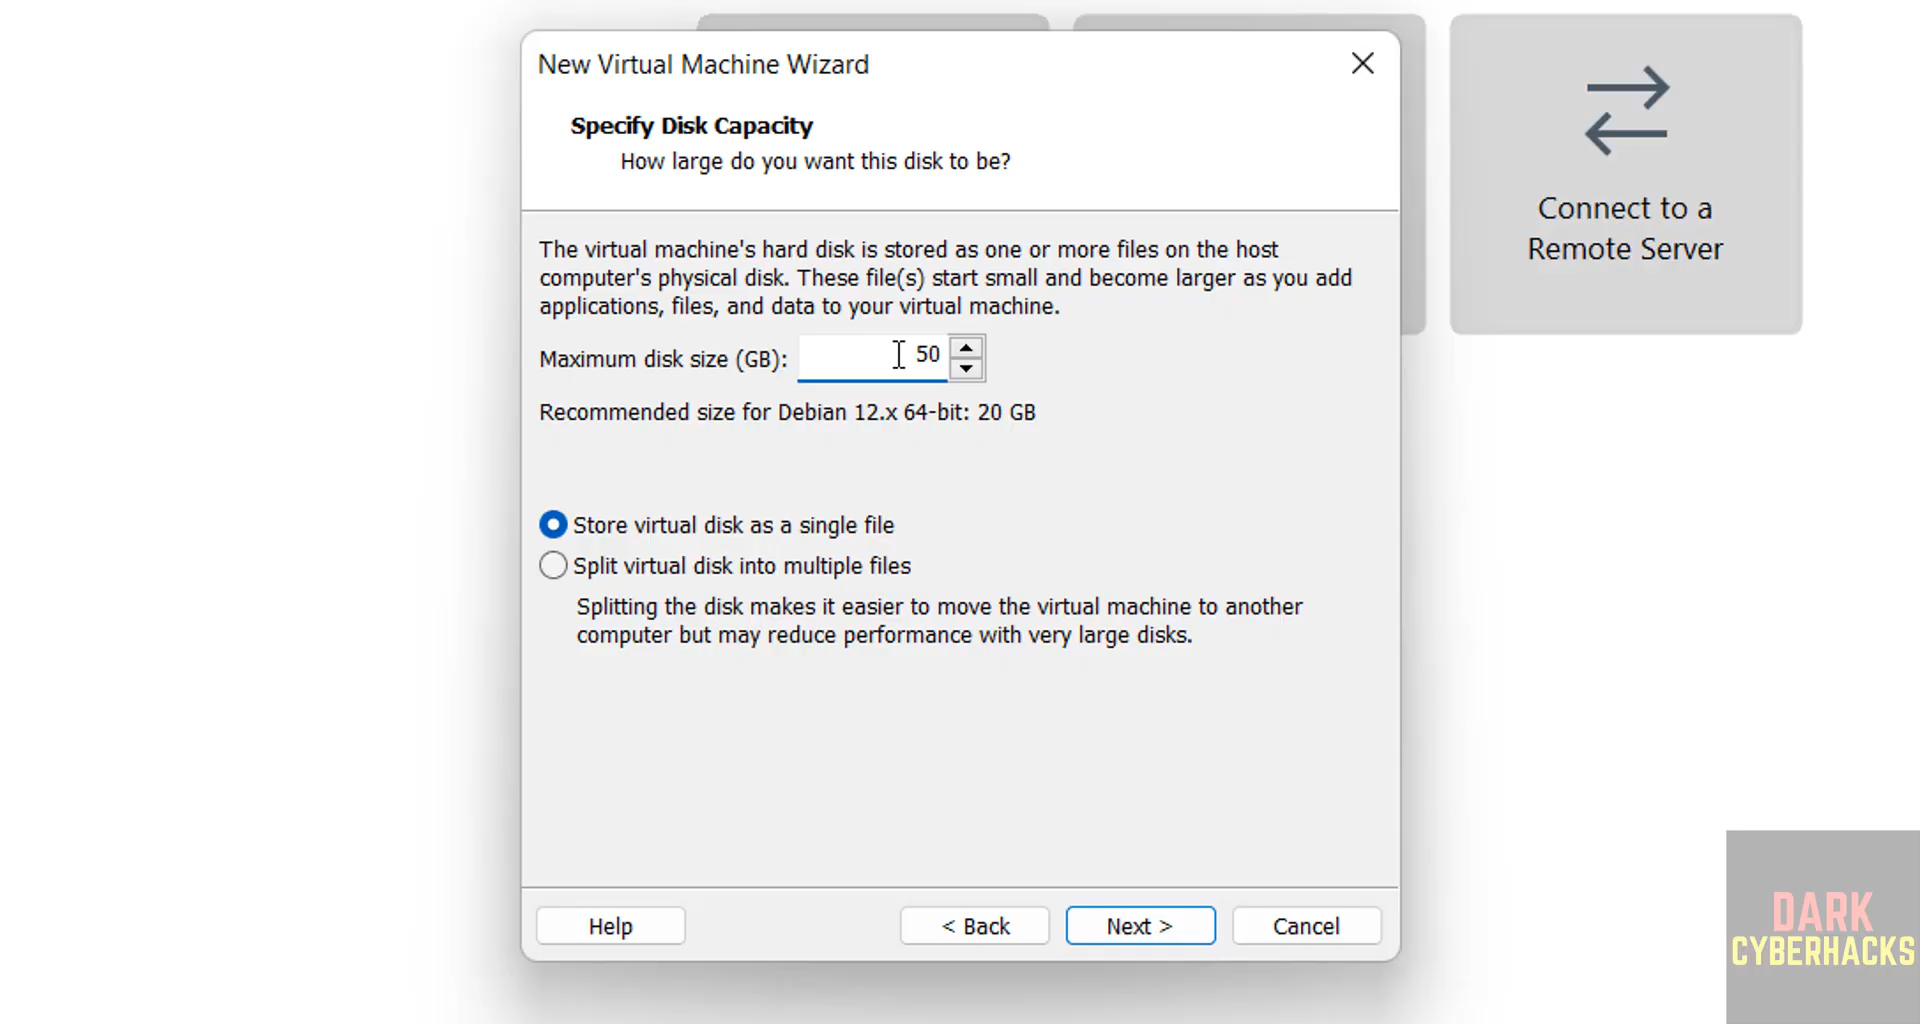 New Virtual Machine Wizard
Specify Disk Capacity
How large do you want this disk to be?
The virtual machine's hard disk is stored as one or more files on the host
computer's physical disk. These file(s) start small and become larger as you add
applications, files, and data to your virtual machine.
Maximum disk size (GB): 50
Recommended size for Debian 12.x 64-bit: 20 GB
Store virtual disk as a single file
Split virtual disk into multiple files
Splitting the disk makes it easier to move the virtual machine to another
computer but may reduce performance with very large disks.
Help
< Back
Next >
Cancel
Connect to a
Remote Server
DARK
CYBERHACKS